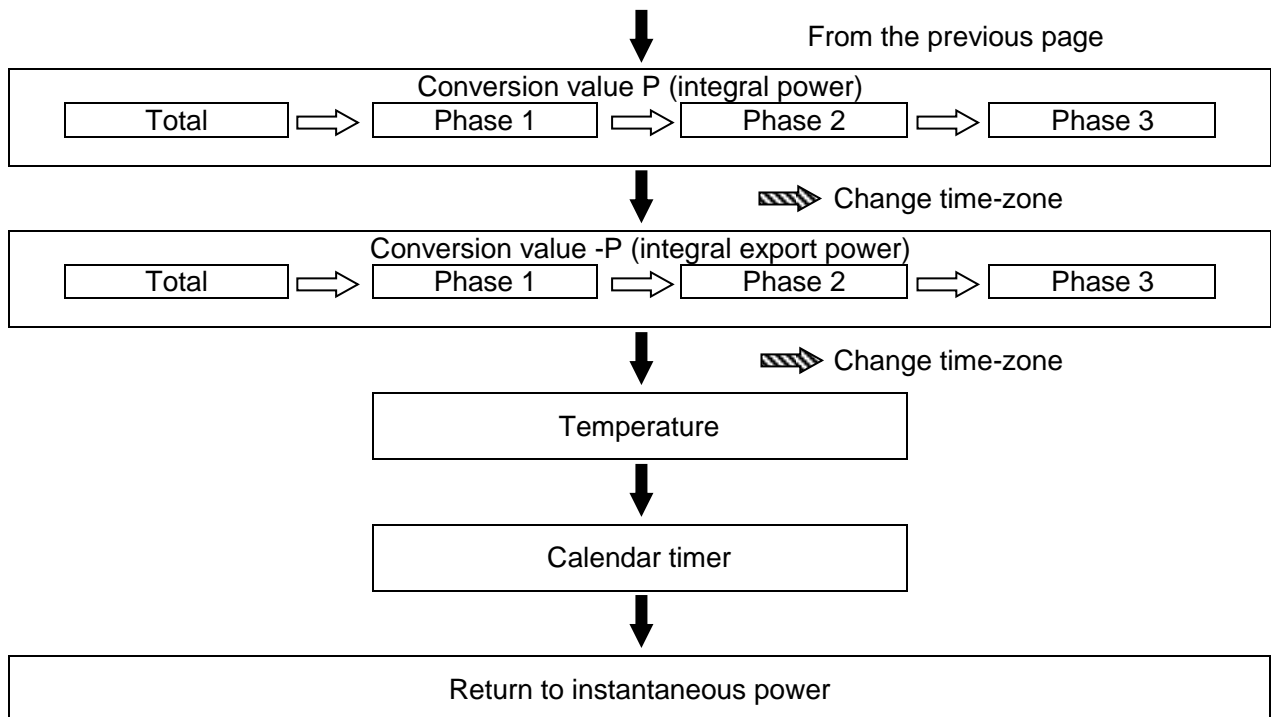 From the previous page
Conversion value P (integral power)
Total Phase 1 Phase 2 Phase 3
Change time-zone
Conversion value -P (integral export power)
Total Phase 1 Phase 2 Phase 3
Change time-zone
Temperature
Calendar timer
Return to instantaneous power